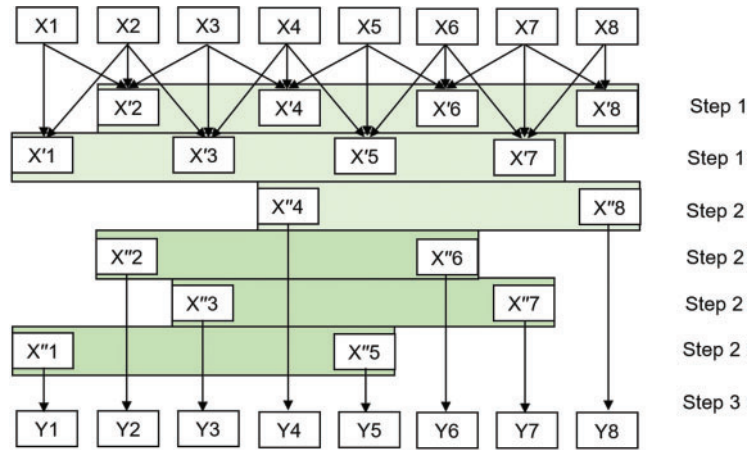 X1 X2 X3 X4 X5 X6 X7 X8
X′2 X′4 X′6 X′8 Step 1
X′1 X′3 X′5 X′7 Step 1
X″4 X″8 Step 2
X″2 X″6 Step 2
X″3 X″7 Step 2
X″1 X″5 Step 2
Step 3
Y1 Y2 Y3 Y4 Y5 Y6 Y7 Y8